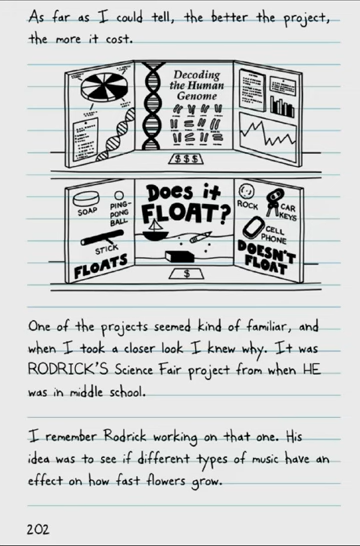 As far as I could tell, the better the project,
the more it cost.
Decoding
the Human
Genome
$$$
SOAP
PING-
PONG
BALL
STICK
FLOATS
Does it
FLOAT?
ROCK
CAR
KEYS
CELL
PHONE
DOESN'T
FLOAT
$
One of the projects seemed kind of familiar, and
when I took a closer look I knew why. It was
RODRICK'S Science Fair project from when HE
was in middle school.
I remember Rodrick working on that one. His
idea was to see if different types of music have an
effect on how fast flowers grow.
202